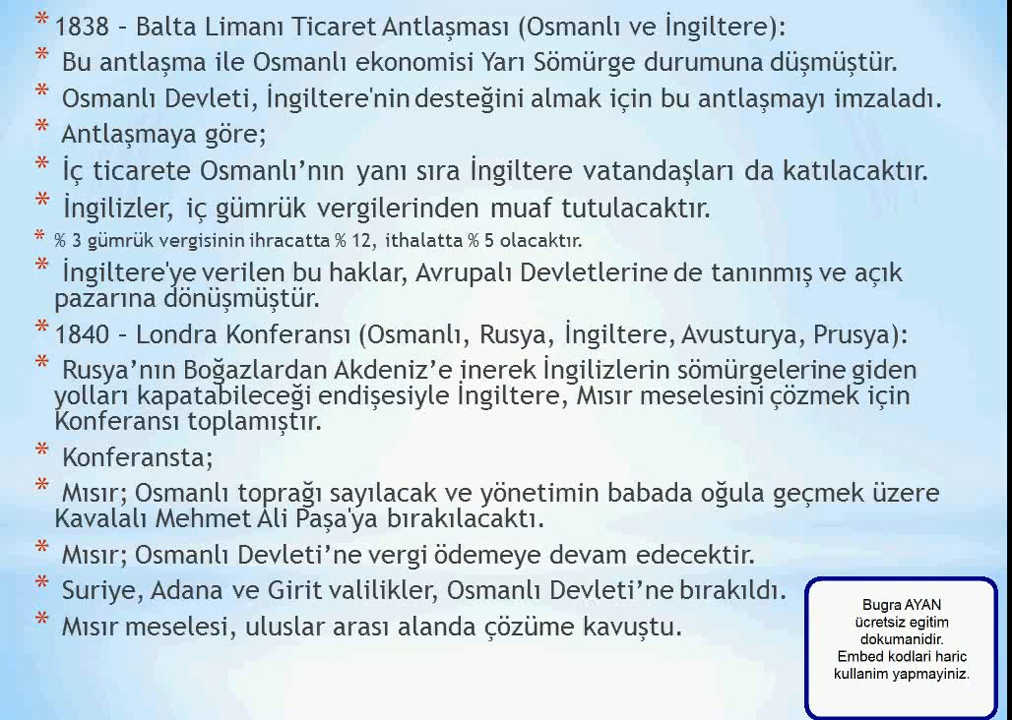 * 1838 – Balta Limanı Ticaret Antlaşması (Osmanlı ve İngiltere):
* Bu antlaşma ile Osmanlı ekonomisi Yarı Sömürge durumuna düşmüştür.
* Osmanlı Devleti, İngiltere'nin desteğini almak için bu antlaşmayı imzaladı.
* Antlaşmaya göre;
* İç ticarete Osmanlı’nın yanı sıra İngiltere vatandaşları da katılacaktır.
* İngilizler, iç gümrük vergilerinden muaf tutulacaktır.
* % 3 gümrük vergisinin ihracatta % 12, ithalatta % 5 olacaktır.
* İngiltere'ye verilen bu haklar, Avrupalı Devletlerine de tanınmış ve açık
pazarına dönüşmüştür.
* 1840 – Londra Konferansı (Osmanlı, Rusya, İngiltere, Avusturya, Prusya):
* Rusya’nın Boğazlardan Akdeniz’e inerek İngilizlerin sömürgelerine giden
yolları kapatabileceği endişesiyle İngiltere, Mısır meselesini çözmek için
Konferansı toplamıştır.
* Konferansta;
* Mısır; Osmanlı toprağı sayılacak ve yönetimin babada oğula geçmek üzere
Kavalalı Mehmet Ali Paşa'ya bırakılacaktı.
* Mısır; Osmanlı Devleti’ne vergi ödemeye devam edecektir.
* Suriye, Adana ve Girit valilikler, Osmanlı Devleti’ne bırakıldı.
* Mısır meselesi, uluslar arası alanda çözüme kavuştu.
Bugra AYAN
ücretsiz egitim
dokumanidir.
Embed kodlari haric
kullanim yapmayiniz.